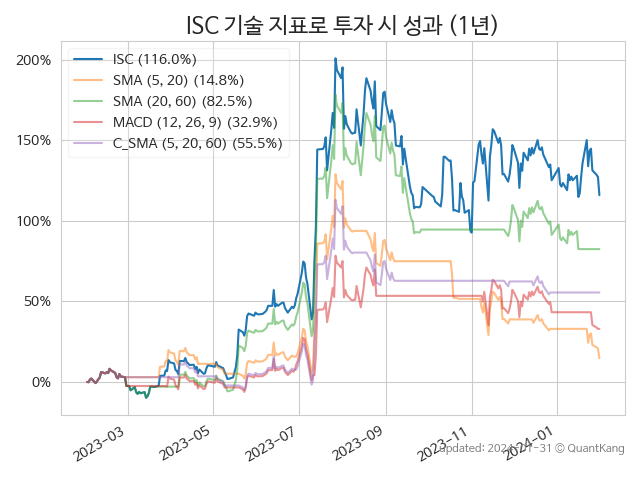 ISC 기술 지표로 투자 시 성과 (1년)
200%
150%
100%
50%
0%
ISC (116.0%)
SMA (5, 20) (14.8%)
SMA (20, 60) (82.5%)
MACD (12, 26, 9) (32.9%)
C_SMA (5, 20, 60) (55.5%)
2023-03
2023-05
2023-07
2023-09
2023-11
2024-01
updated: 2024-01-31 © QuantKang